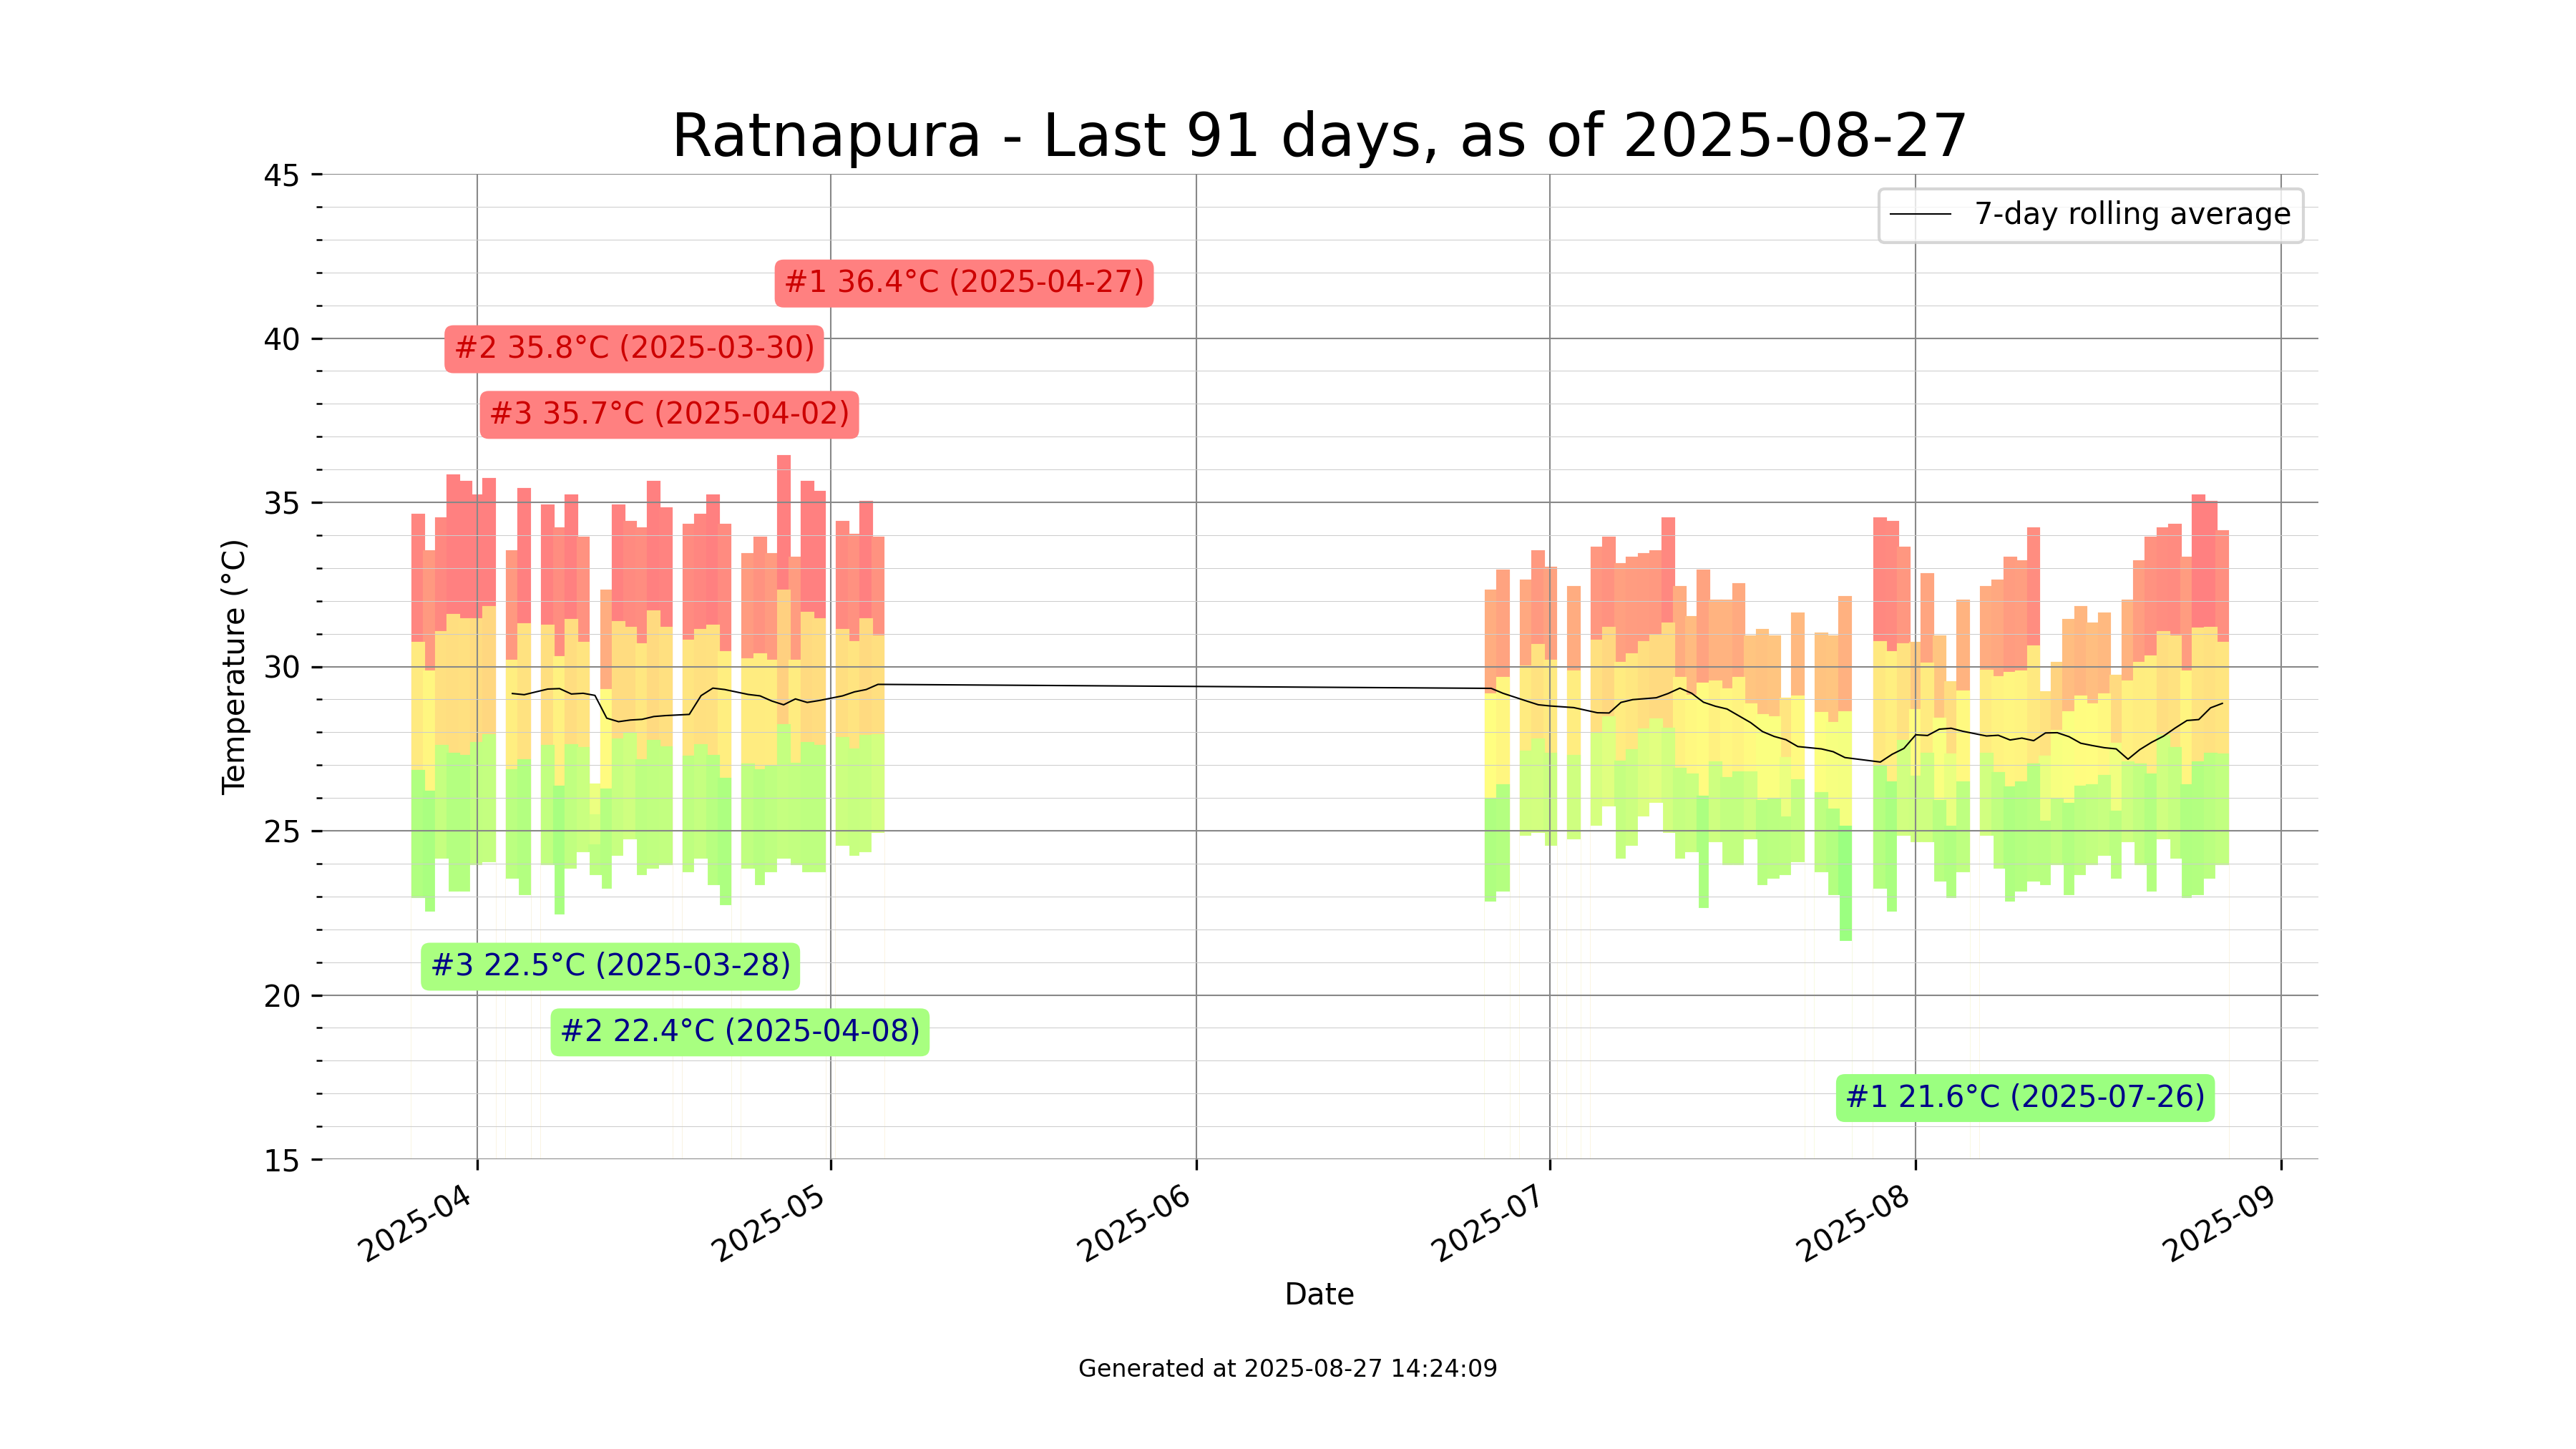 Ratnapura - Last 91 days, as of 2025-08-27
45
7-day rolling average
#1 36.4°C (2025-04-27)
40
#2 35.8°C (2025-03-30)
#3 35.7°C (2025-04-02)
35
Temperature (°C)
30
25
#3 22.5°C (2025-03-28)
20
#2 22.4°C (2025-04-08)
#1 21.6°C (2025-07-26)
15
2025-04
2025-05
2025-06
2025-07
2025-08
2025-09
Date
Generated at 2025-08-27 14:24:09